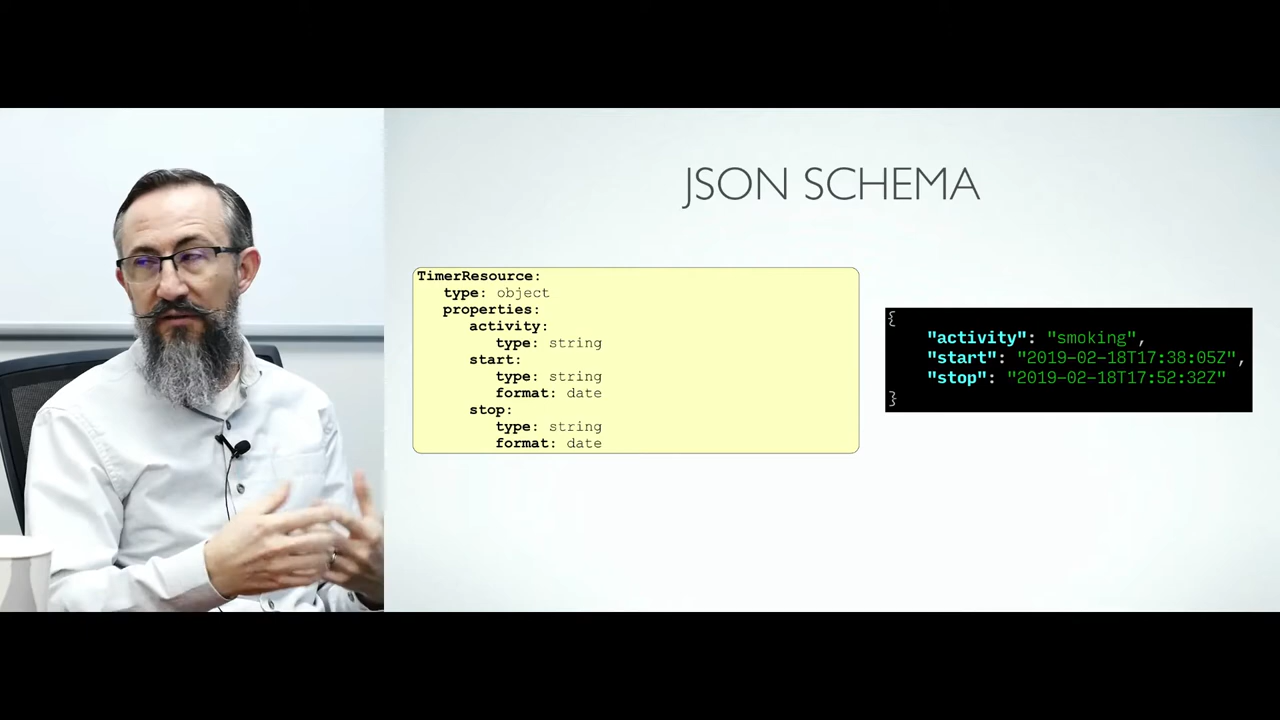 JSON SCHEMA
TimerResource:
type: object
properties:
activity:
type: string
start:
type: string
format: date
stop:
type: string
format: date
{
"activity": "smoking",
"start": "2019-02-18T17:38:05Z",
"stop": "2019-02-18T17:52:32Z"
}